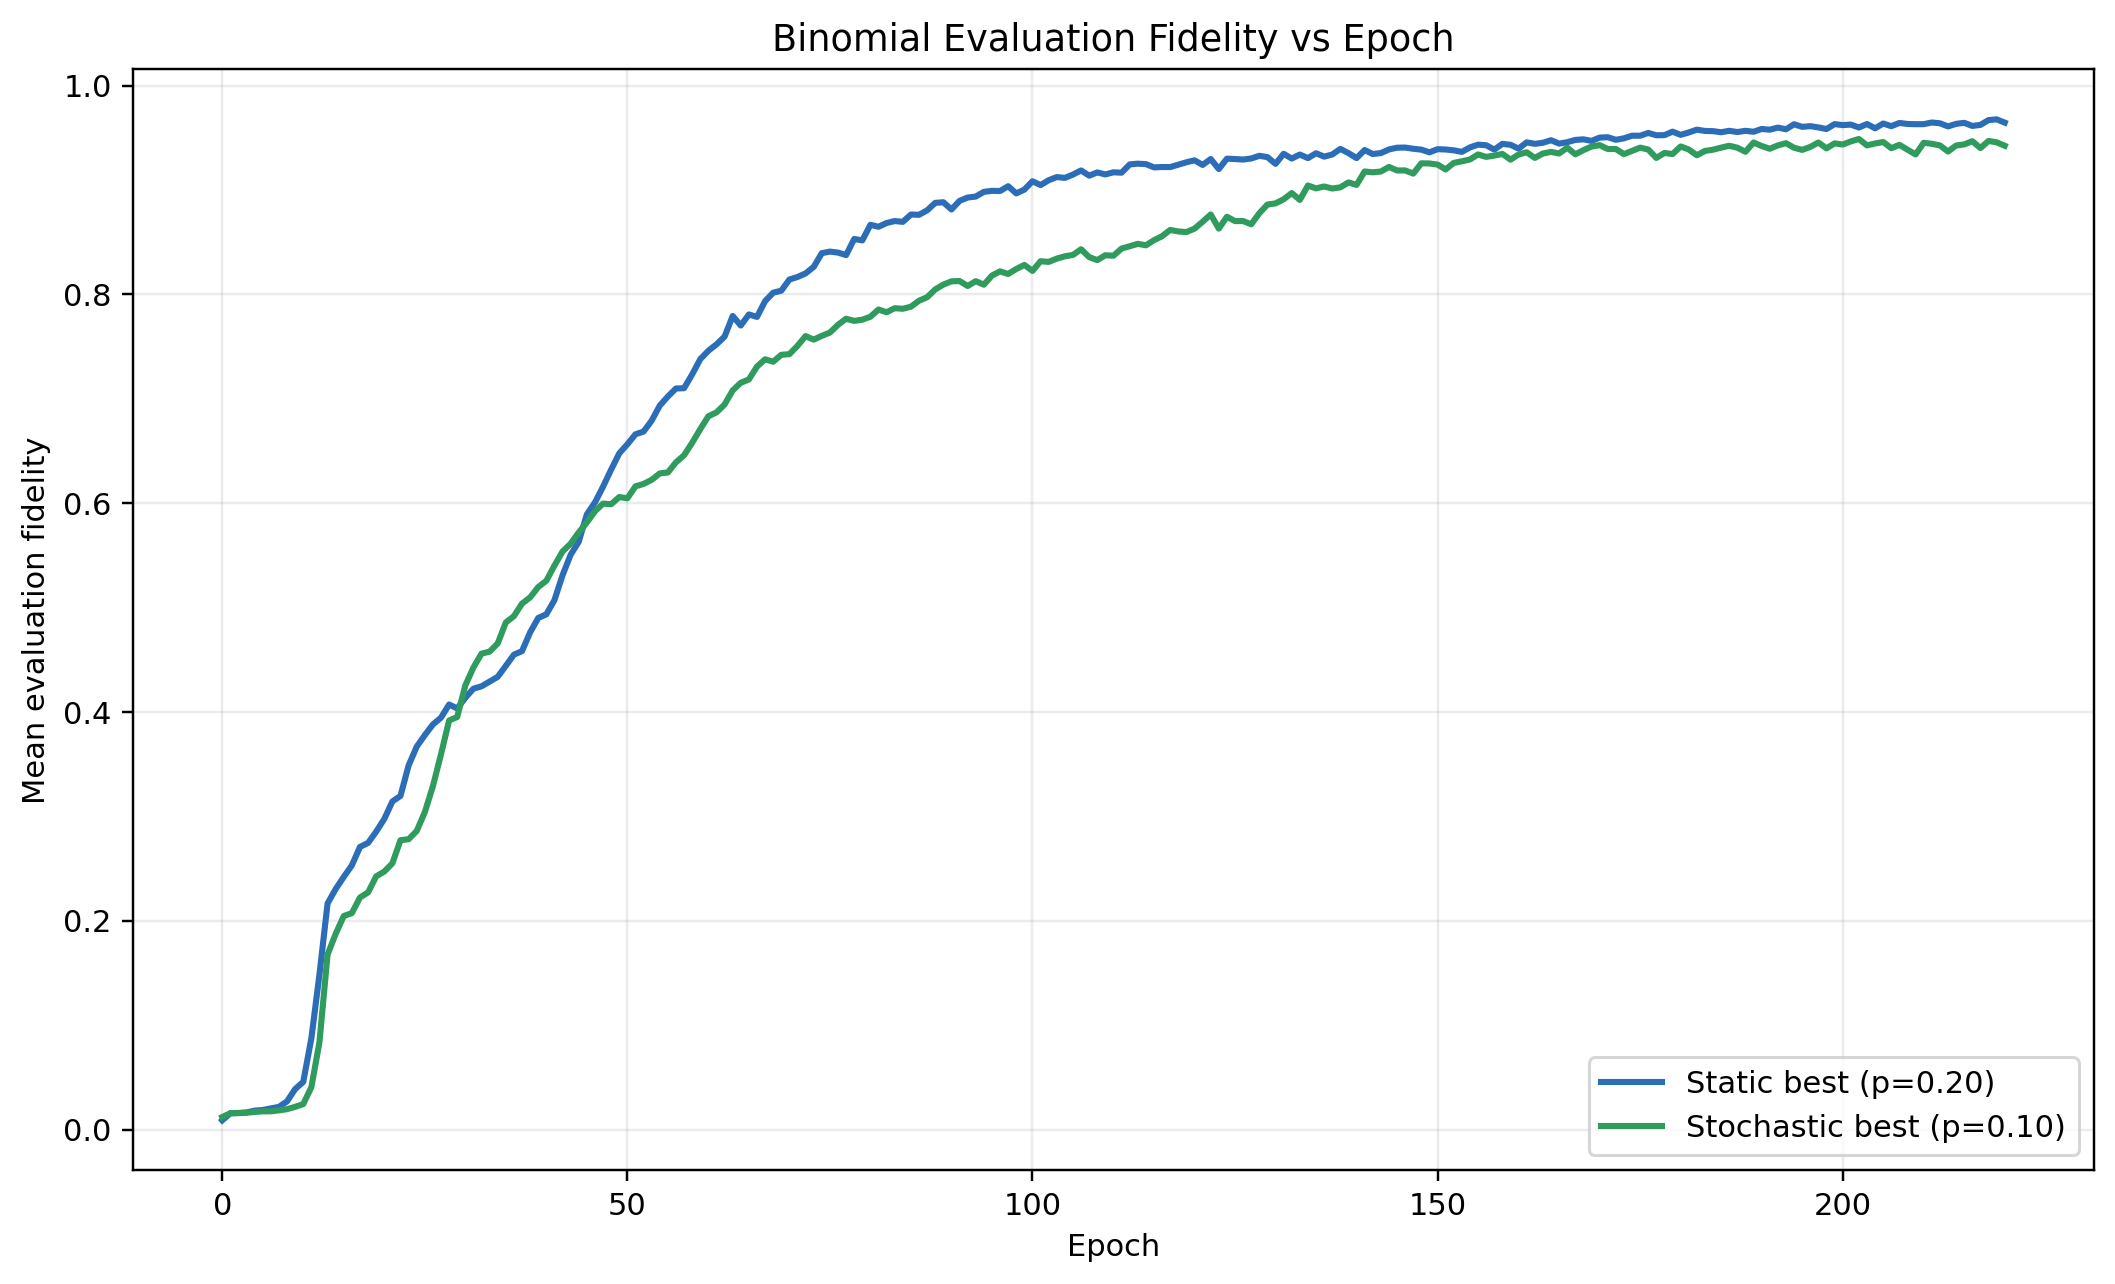 Binomial Evaluation Fidelity vs Epoch
Mean evaluation fidelity
1.0
0.8
0.6
0.4
0.2
0.0
0 50 100 150 200
Epoch
Static best (p=0.20)
Stochastic best (p=0.10)